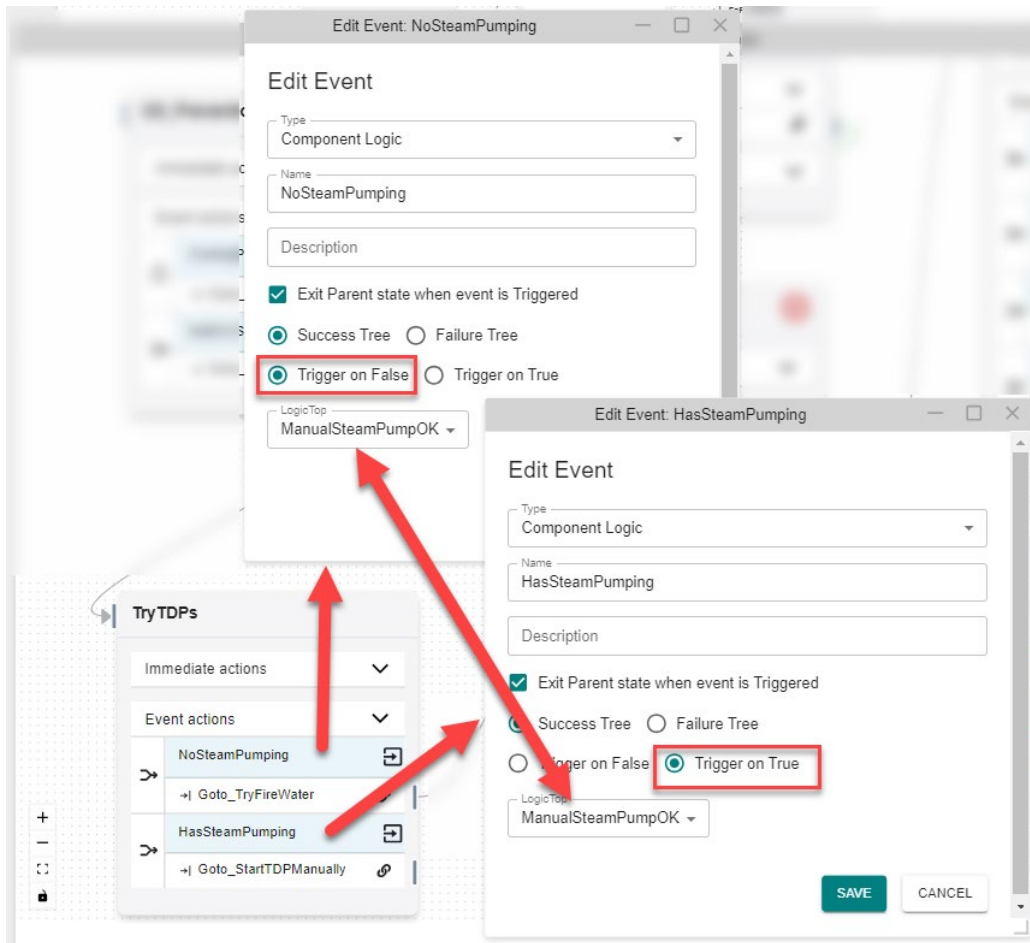 Edit Event: NoSteamPumping
Edit Event
Type
Component Logic
Name
NoSteamPumping
Description
Exit Parent state when event is Triggered
Success Tree Failure Tree
Trigger on False Trigger on True
LogicTop
ManualSteamPumpOK
Edit Event: HasSteamPumping
Edit Event
Type
Component Logic
Name
HasSteamPumping
Description
Exit Parent state when event is Triggered
Success Tree Failure Tree
Trigger on False Trigger on True
LogicTop
ManualSteamPumpOK
SAVE CANCEL
TryTDPs
Immediate actions
Event actions
NoSteamPumping
Goto_TryFireWater
HasSteamPumping
Goto_StartTDPManually